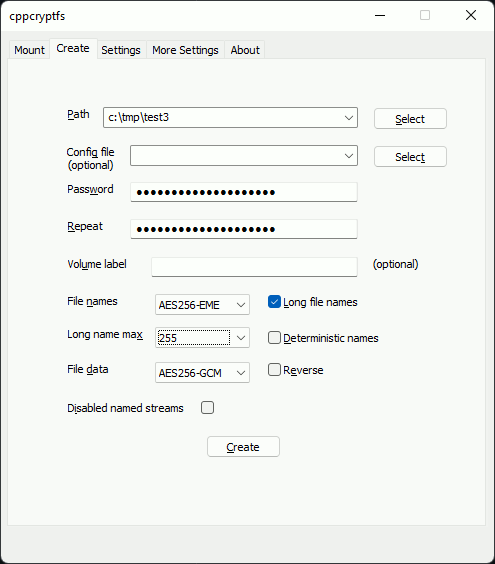 cppcryptfs
Mount Create Settings More Settings About
Path c:\tmp\test3 Select
Config file
(optional) Select
Password ●●●●●●●●●●●●●●●●●●●●
Repeat ●●●●●●●●●●●●●●●●●●●●
Volume label (optional)
File names AES256-EME Long file names
Long name max 255 Deterministic names
File data AES256-GCM Reverse
Disabled named streams
Create